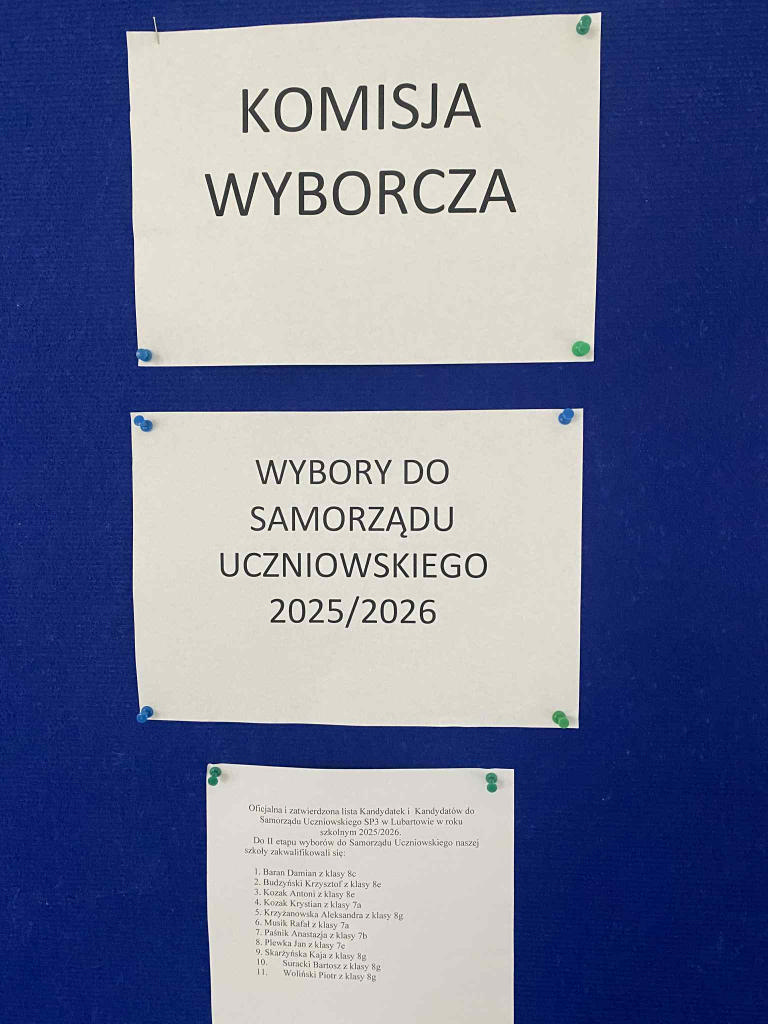 KOMISJA
WYBORCZA
WYBORY DO
SAMORZĄDU
UCZNIOWSKIEGO
2025/2026
Oficjalna i zatwierdzona lista Kandydatek i Kandydatów do
Samorządu Uczniowskiego SP3 w Lubartowie w roku
szkolnym 2025/2026.
Do II etapu wyborów do Samorządu Uczniowskiego naszej
szkoły zakwalifikowali się:
1. Baran Damian z klasy 8c
2. Budzyński Krzysztof z klasy 8e
3. Kozak Antoni z klasy 8e
4. Kozak Krystian z klasy 7a
5. Krzyżanowska Aleksandra z klasy 8g
6. Musik Rafał z klasy 7a
7. Paśnik Anastazja z klasy 7b
8. Plewka Jan z klasy 7c
9. Skarżyńska Kaja z klasy 8g
10. Suracki Bartosz z klasy 8g
11. Woliński Piotr z klasy 8g